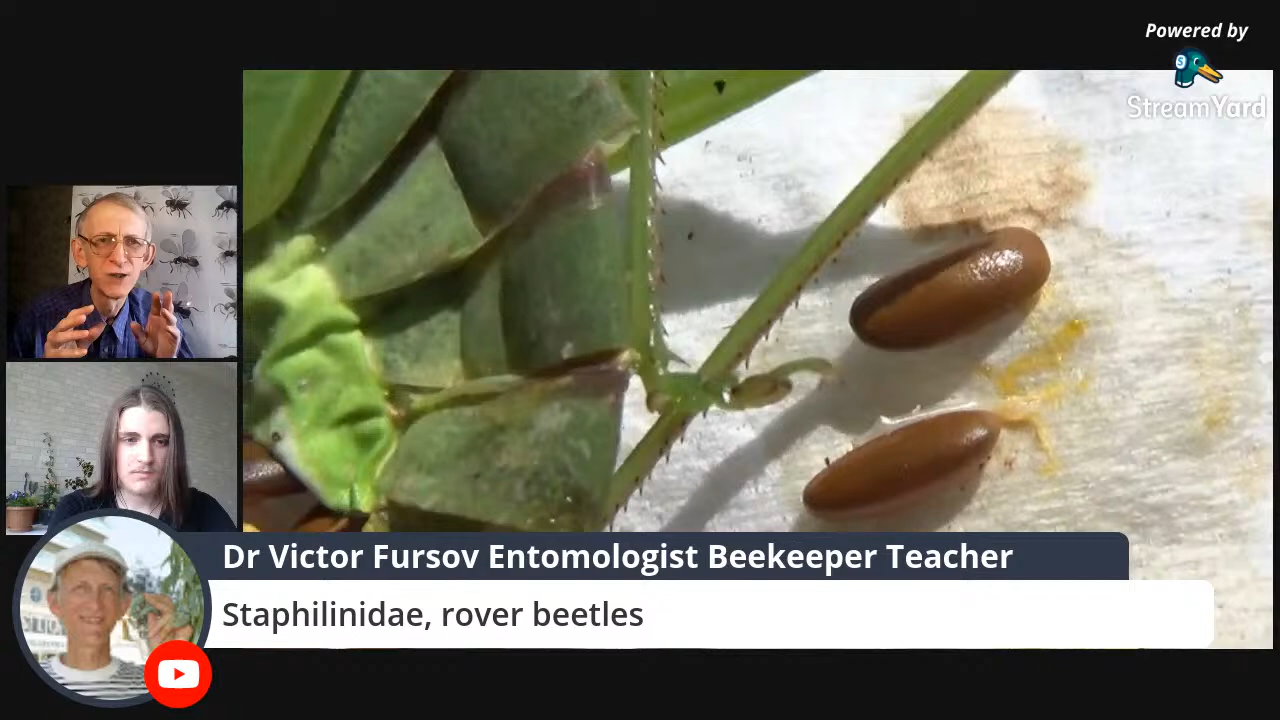 Powered by
StreamYard
Dr Victor Fursov Entomologist Beekeeper Teacher
Staphilinidae, rover beetles